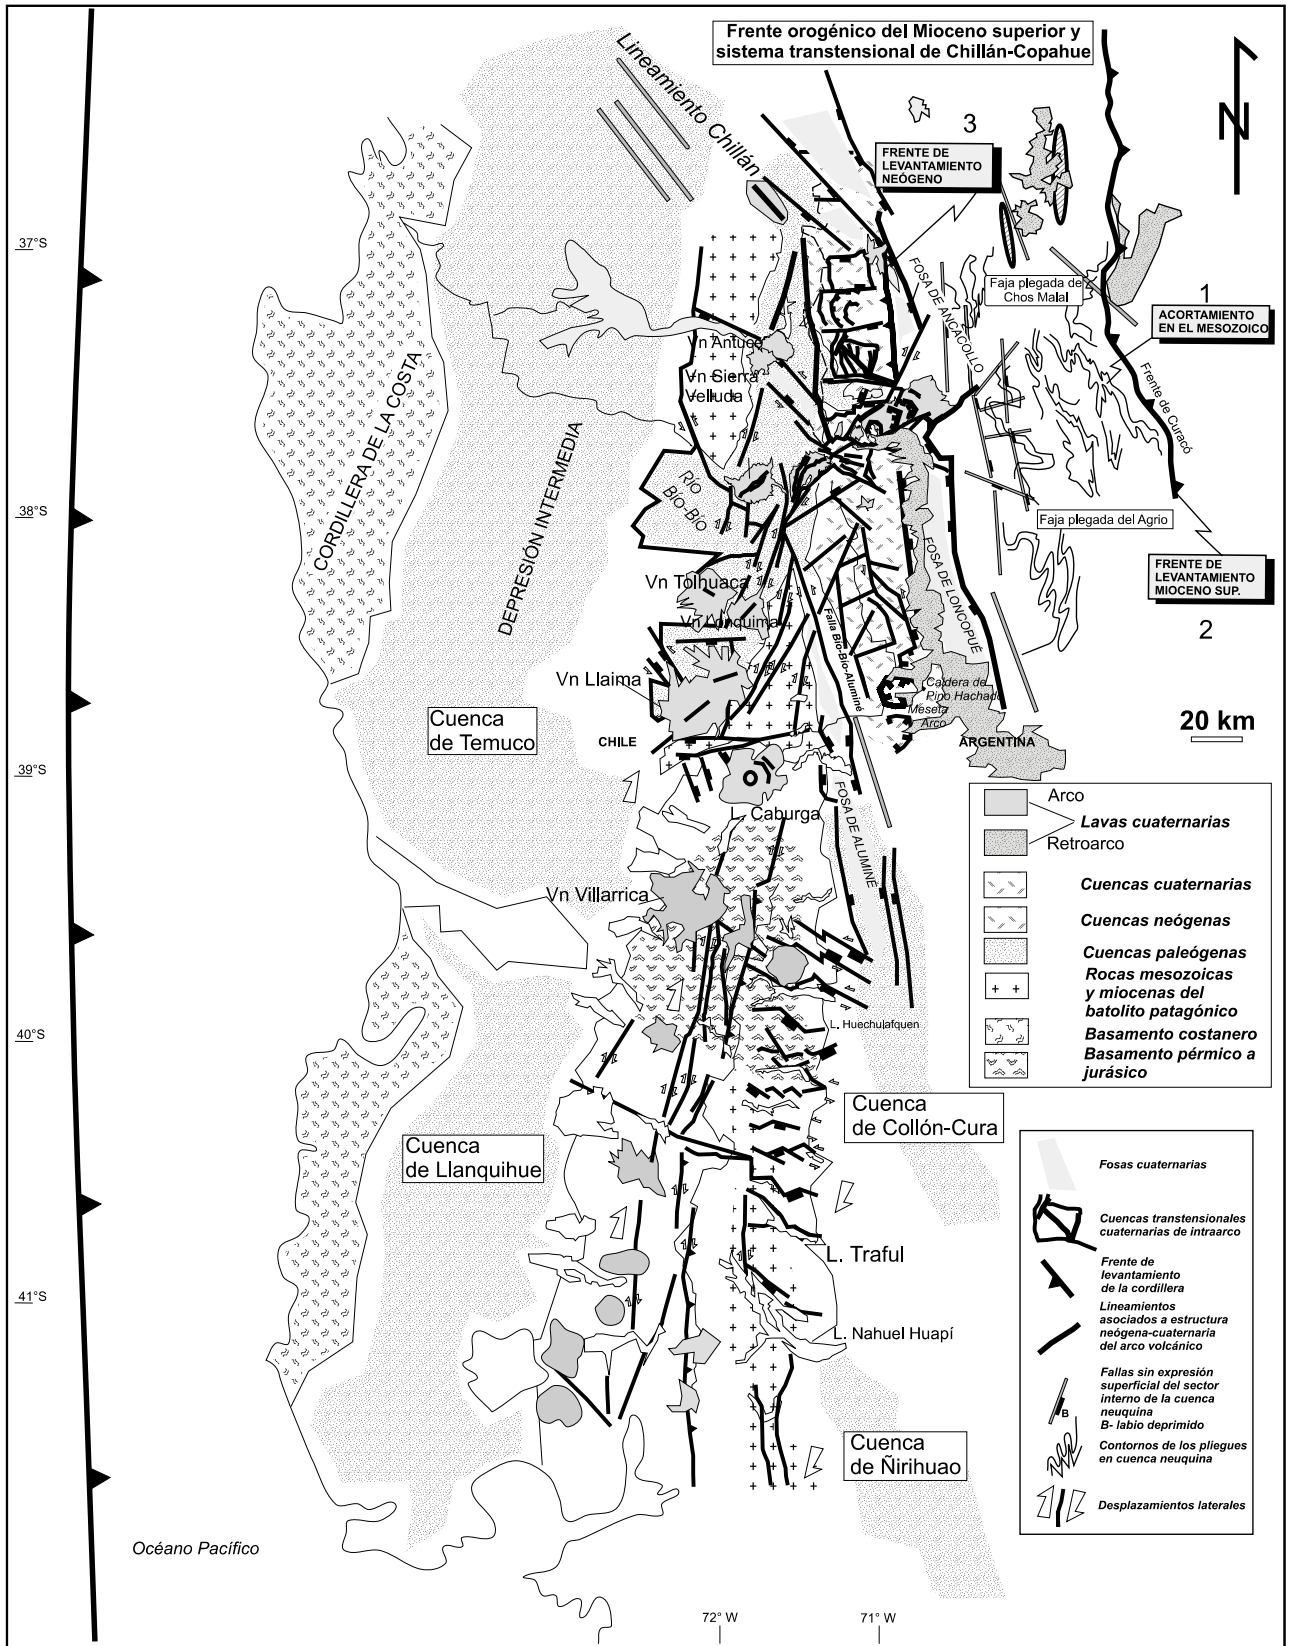 Frente orogénico del Mioceno superior y
sistema transtensional de Chillán-Copahue
Lineamiento Chillán
N
3
FRENTE DE
LEVANTAMIENTO
NEÓGENO
37°S
FOSA DE ANCACOLLO
Faja plegada de
Chos Malal
1
ACORTAMIENTO
EN EL MESOZOICO
Frente de Curacó
Vn Antuco
Vn Sierra
Velluda
CORDILLERA DE LA COSTA
DEPRESIÓN INTERMEDIA
RÍO
BÍO-BÍO
38°S
Faja plegada del Agrio
FOSA DE LONCOPUÉ
FRENTE DE
LEVANTAMIENTO
MIOCENO SUP.
2
Vn Tolhuaca
Vn Lonquima
Falla Bío-Bío-Aluminé
Vn Llaima
Caldera de
Pino Hachado
Meseta
Arco
Cuenca
de Temuco
CHILE
ARGENTINA
20 km
39°S
L. Caburga
FOSA DE ALUMINÉ
Arco
Lavas cuaternarias
Retroarco
Cuencas cuaternarias
Cuencas neógenas
Cuencas paleógenas
Rocas mesozoicas
y miocenas del
batolito patagónico
Basamento costanero
Basamento pérmico a
jurásico
Vn Villarrica
40°S
L. Huechulafquen
Cuenca
de Collón-Cura
Cuenca
de Llanquihue
Fosas cuaternarias
Cuencas transtensionales
cuaternarias de intraarco
Frente de
levantamiento
de la cordillera
Lineamientos
asociados a estructura
neógena-cuaternaria
del arco volcánico
Fallas sin expresión
superficial del sector
interno de la cuenca
neuquina
B- labio deprimido
B
Contornos de los pliegues
en cuenca neuquina
Desplazamientos laterales
L. Traful
41°S
L. Nahuel Huapí
Cuenca
de Ñirihuao
Océano Pacífico
72° W
71° W